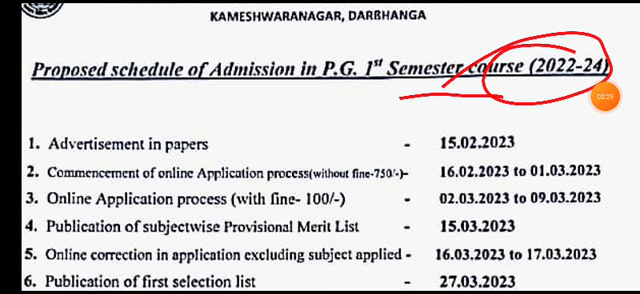 KAMESHWARANAGAR, DARBHANGA
Proposed schedule of Admission in P.G. 1st Semester course (2022-24)
02:29
1. Advertisement in papers - 15.02.2023
2. Commencement of online Application process(without fine-750/-)- 16.02.2023 to 01.03.2023
3. Online Application process (with fine- 100/-) - 02.03.2023 to 09.03.2023
4. Publication of subjectwise Provisional Merit List - 15.03.2023
5. Online correction in application excluding subject applied - 16.03.2023 to 17.03.2023
6. Publication of first selection list - 27.03.2023